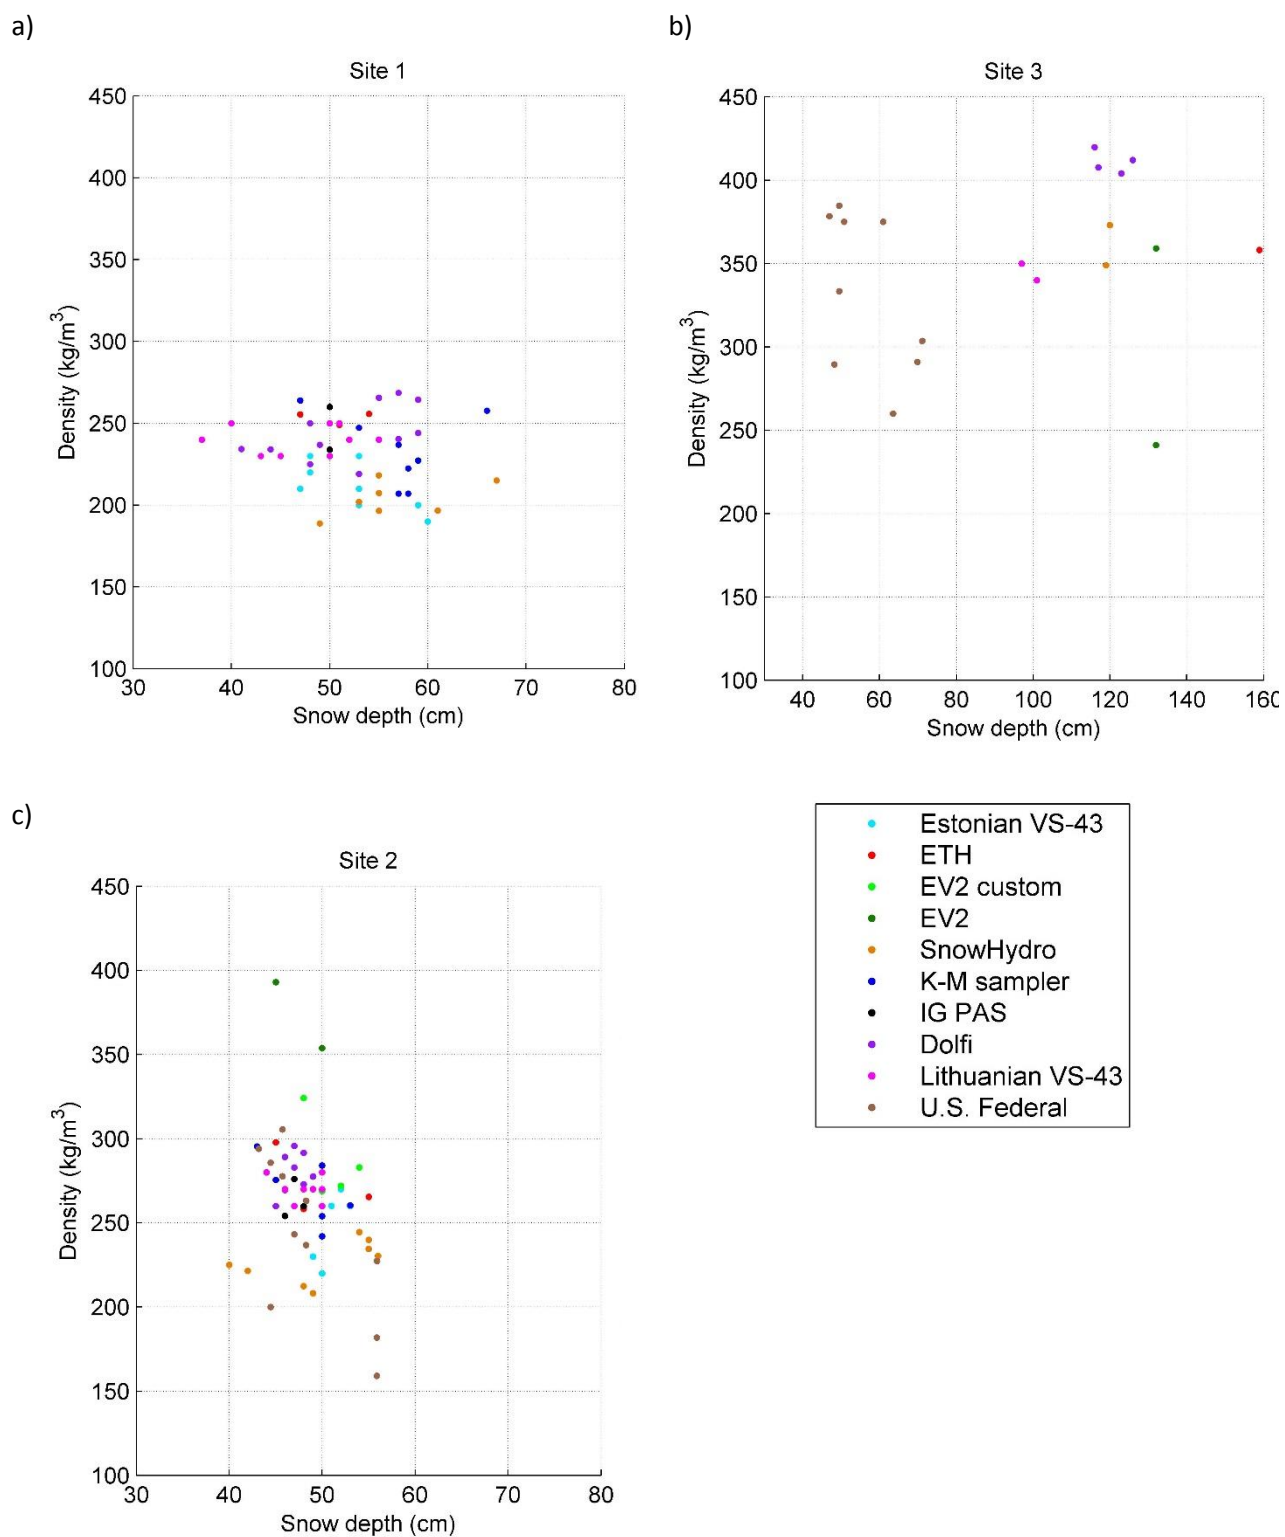 a)
Site 1
450
400
350
300
250
200
150
100
Density (kg/m³)
30 40 50 60 70 80
Snow depth (cm)
b)
Site 3
450
400
350
300
250
200
150
100
Density (kg/m³)
40 60 80 100 120 140 160
Snow depth (cm)
c)
Site 2
450
400
350
300
250
200
150
100
Density (kg/m³)
30 40 50 60 70 80
Snow depth (cm)
Estonian VS-43
ETH
EV2 custom
EV2
SnowHydro
K-M sampler
IG PAS
Dolfi
Lithuanian VS-43
U.S. Federal